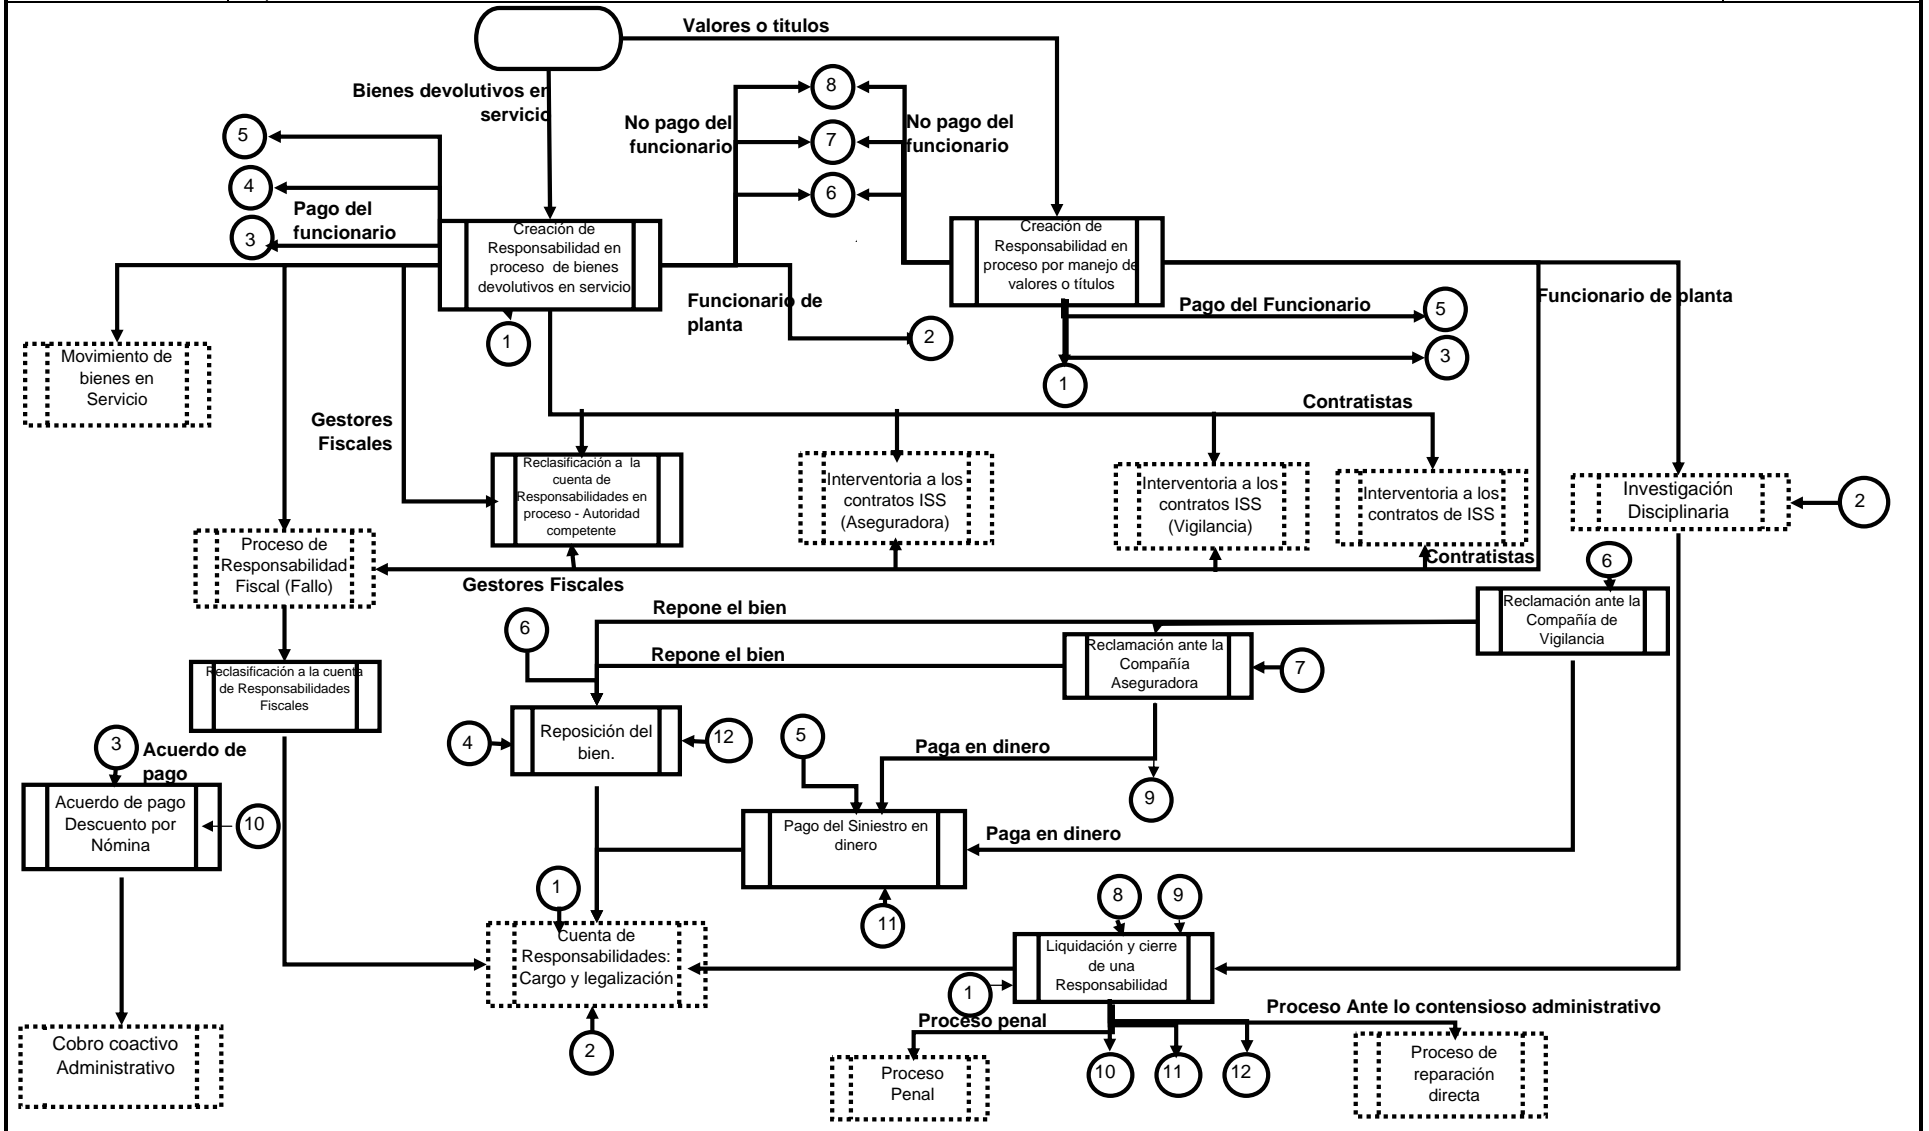 Valores o titulos
Bienes devolutivos en
servicio
8
No pago del
funcionario
No pago del
funcionario
5
7
4
6
Pago del
funcionario
3
Creación de
Responsabilidad en
proceso de bienes
devolutivos en servicio
Creación de
Responsabilidad en
proceso por manejo de
valores o títulos
Funcionario de
planta
Pago del Funcionario
Funcionario de planta
5
1
2
3
1
Movimiento de
bienes en
Servicio
Gestores
Fiscales
Contratistas
Reclasificación a la
cuenta de
Responsabilidades en
proceso - Autoridad
competente
Interventoria a los
contratos ISS
(Aseguradora)
Interventoria a los
contratos ISS
(Vigilancia)
Interventoria a los
contratos de ISS
Investigación
Disciplinaria
2
Proceso de
Responsabilidad
Fiscal (Fallo)
Gestores Fiscales
Contratistas
6
Repone el bien
Reclamación ante la
Compañía de
Vigilancia
6
Repone el bien
Reclamación ante la
Compañía
Aseguradora
7
Reclasificación a la cuenta
de Responsabilidades
Fiscales
3
Acuerdo de
pago
4
Reposición del
bien.
12
5
Paga en dinero
9
Acuerdo de pago
Descuento por
Nómina
10
Pago del Siniestro en
dinero
Paga en dinero
1
11
8
9
Cuenta de
Responsabilidades:
Cargo y legalización
Liquidación y cierre
de una
Responsabilidad
1
Proceso penal
Proceso Ante lo contensioso administrativo
Cobro coactivo
Administrativo
2
Proceso
Penal
10
11
12
Proceso de
reparación
directa